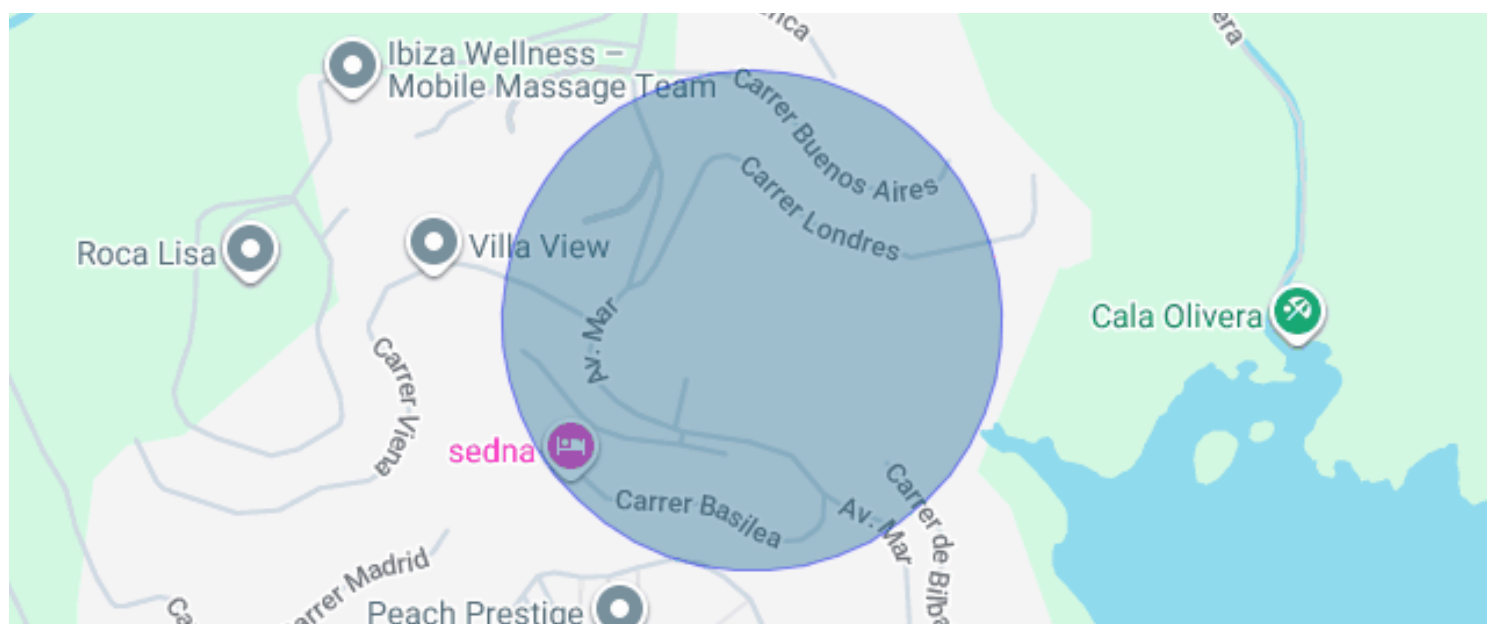 Ibiza Wellness –
Mobile Massage Team
Carrer Buenos Aires
Carrer Londres
Roca Lisa
Villa View
Cala Olivera
Av. Mar
Carrer Viena
sedna
Carrer Basilea
Av. Mar
Carrer de Bilba
Carrer Madrid
Peach Prestige